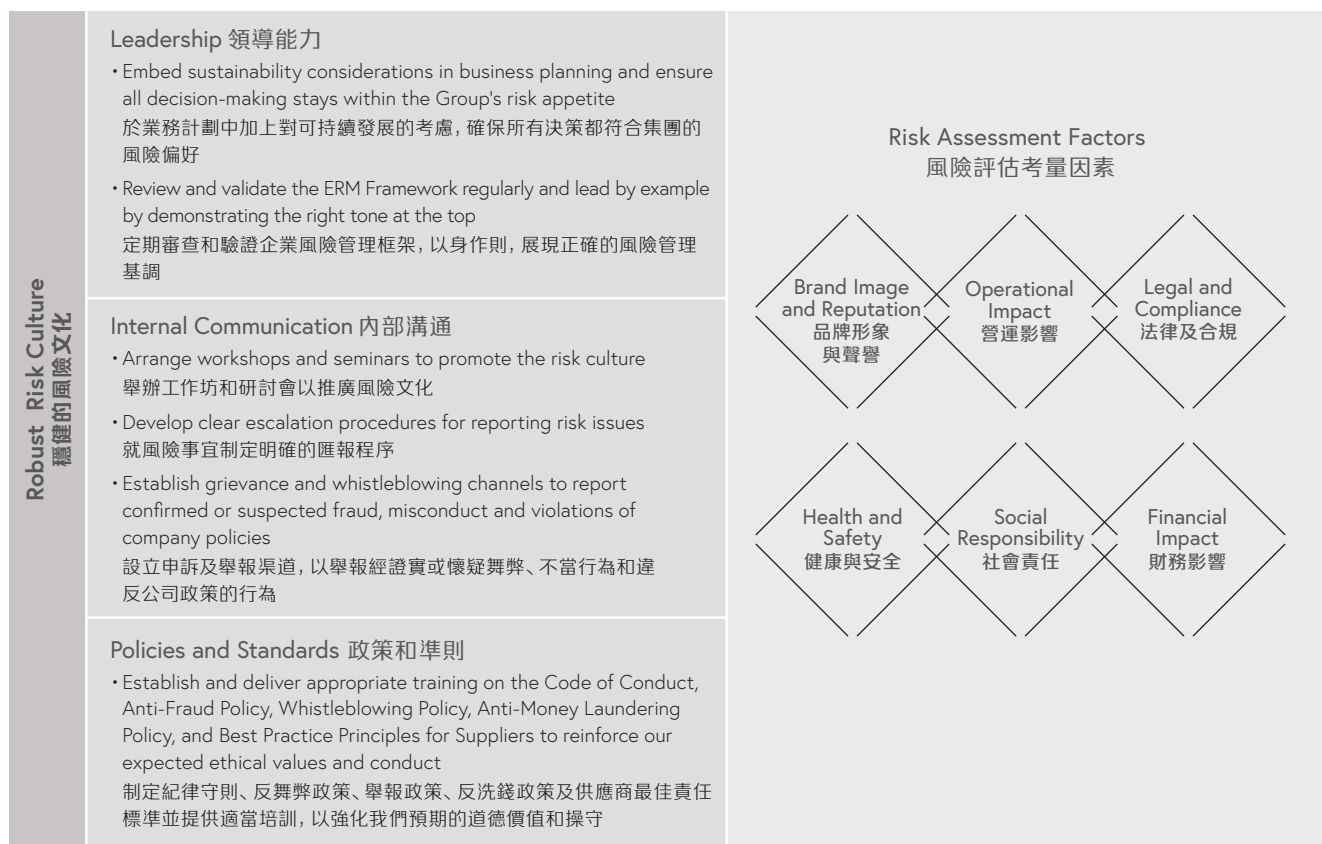 Robust Risk Culture
穩健的風險文化
Leadership 領導能力
• Embed sustainability considerations in business planning and ensure
all decision-making stays within the Group's risk appetite
於業務計劃中加上對可持續發展的考慮，確保所有決策都符合集團的
風險偏好
• Review and validate the ERM Framework regularly and lead by example
by demonstrating the right tone at the top
定期審查和驗證企業風險管理框架，以身作則，展現正確的風險管理
基調
Internal Communication 內部溝通
• Arrange workshops and seminars to promote the risk culture
舉辦工作坊和研討會以推廣風險文化
• Develop clear escalation procedures for reporting risk issues
就風險事宜制定明確的匯報程序
• Establish grievance and whistleblowing channels to report
confirmed or suspected fraud, misconduct and violations of
company policies
設立申訴及舉報渠道，以舉報經證實或懷疑舞弊、不當行為和違
反公司政策的行為
Policies and Standards 政策和準則
• Establish and deliver appropriate training on the Code of Conduct,
Anti-Fraud Policy, Whistleblowing Policy, Anti-Money Laundering
Policy, and Best Practice Principles for Suppliers to reinforce our
expected ethical values and conduct
制定紀律守則、反舞弊政策、舉報政策、反洗錢政策及供應商最佳責任
標準並提供適當培訓，以強化我們預期的道德價值和操守
Risk Assessment Factors
風險評估考量因素
Brand Image
and Reputation
品牌形象
與聲譽
Operational
Impact
營運影響
Legal and
Compliance
法律及合規
Health and
Safety
健康與安全
Social
Responsibility
社會責任
Financial
Impact
財務影響